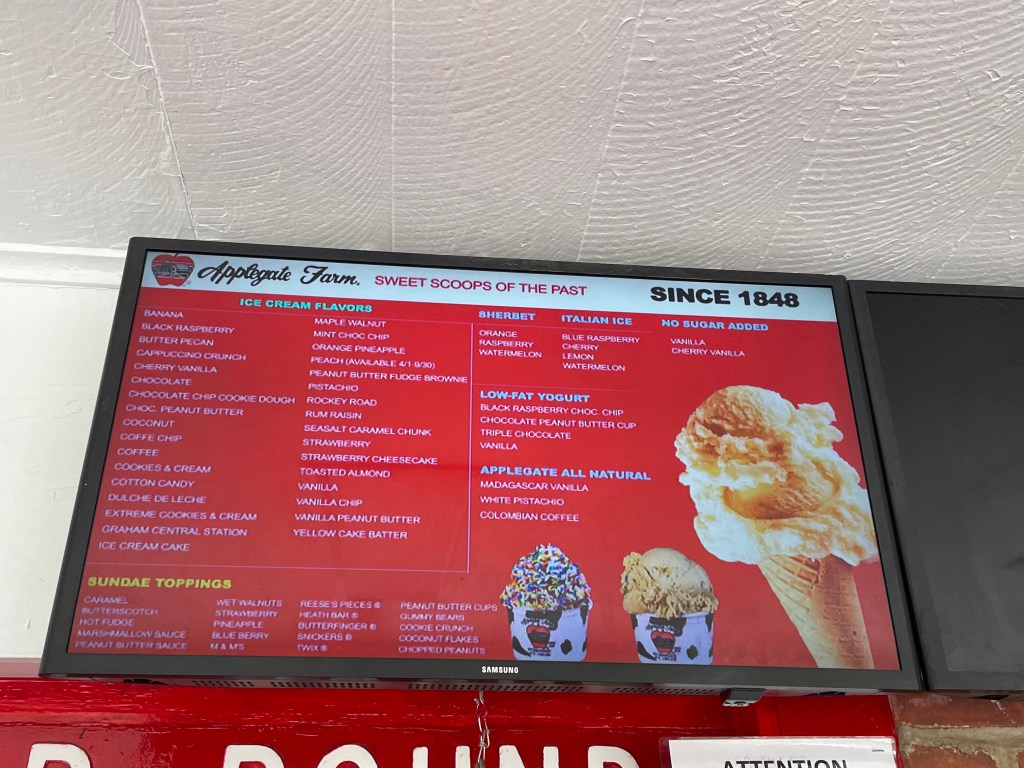 Applegate Farm. SWEET SCOOPS OF THE PAST SINCE 1848
ICE CREAM FLAVORS
BANANA
BLACK RASPBERRY
BUTTER PECAN
CAPPUCCINO CRUNCH
CHERRY VANILLA
CHOCOLATE
CHOCOLATE CHIP COOKIE DOUGH
CHOC. PEANUT BUTTER
COCONUT
COFFE CHIP
COFFEE
COOKIES & CREAM
COTTON CANDY
DULCHE DE LECHE
EXTREME COOKIES & CREAM
GRAHAM CENTRAL STATION
ICE CREAM CAKE
MAPLE WALNUT
MINT CHOC CHIP
ORANGE PINEAPPLE
PEACH (AVAILABLE 4/1-9/30)
PEANUT BUTTER FUDGE BROWNIE
PISTACHIO
ROCKEY ROAD
RUM RAISIN
SEASALT CARAMEL CHUNK
STRAWBERRY
STRAWBERRY CHEESECAKE
TOASTED ALMOND
VANILLA
VANILLA CHIP
VANILLA PEANUT BUTTER
YELLOW CAKE BATTER
SHERBET
ORANGE
RASPBERRY
WATERMELON
ITALIAN ICE
BLUE RASPBERRY
CHERRY
LEMON
WATERMELON
NO SUGAR ADDED
VANILLA
CHERRY VANILLA
LOW-FAT YOGURT
BLACK RASPBERRY CHOC. CHIP
CHOCOLATE PEANUT BUTTER CUP
TRIPLE CHOCOLATE
VANILLA
APPLEGATE ALL NATURAL
MADAGASCAR VANILLA
WHITE PISTACHIO
COLOMBIAN COFFEE
SUNDAE TOPPINGS
CARAMEL
BUTTERSCOTCH
HOT FUDGE
MARSHMALLOW SAUCE
PEANUT BUTTER SAUCE
WET WALNUTS
STRAWBERRY
PINEAPPLE
BLUE BERRY
M & M'S
REESE'S PIECES ®
HEATH BAR ®
BUTTERFINGER ®
SNICKERS ®
TWIX ®
PEANUT BUTTER CUPS
GUMMY BEARS
COOKIE CRUNCH
COCONUT FLAKES
CHOPPED PEANUTS
SAMSUNG
ATTENTION